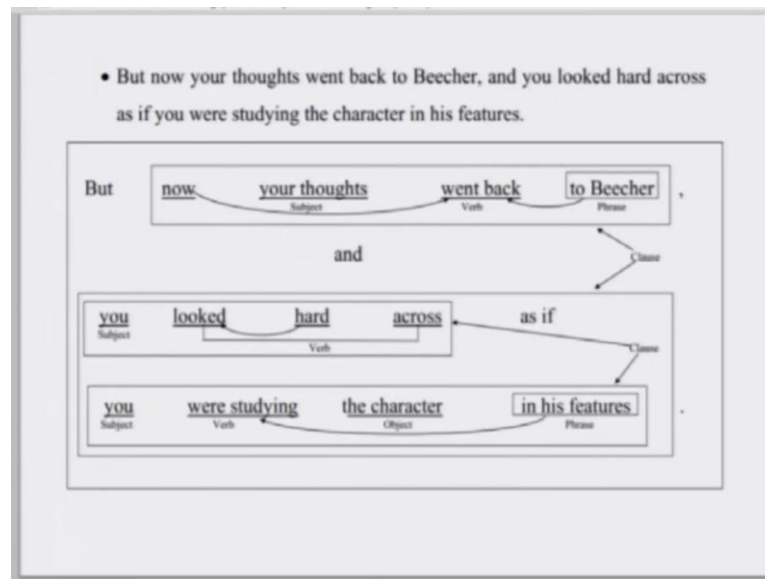 • But now your thoughts went back to Beecher, and you looked hard across
as if you were studying the character in his features.
But now your thoughts went back to Beecher ,
Subject Verb Phrase
and
Clause
you looked hard across as if
Subject
Verb
Clause
you were studying the character in his features .
Subject Verb Object Phrase